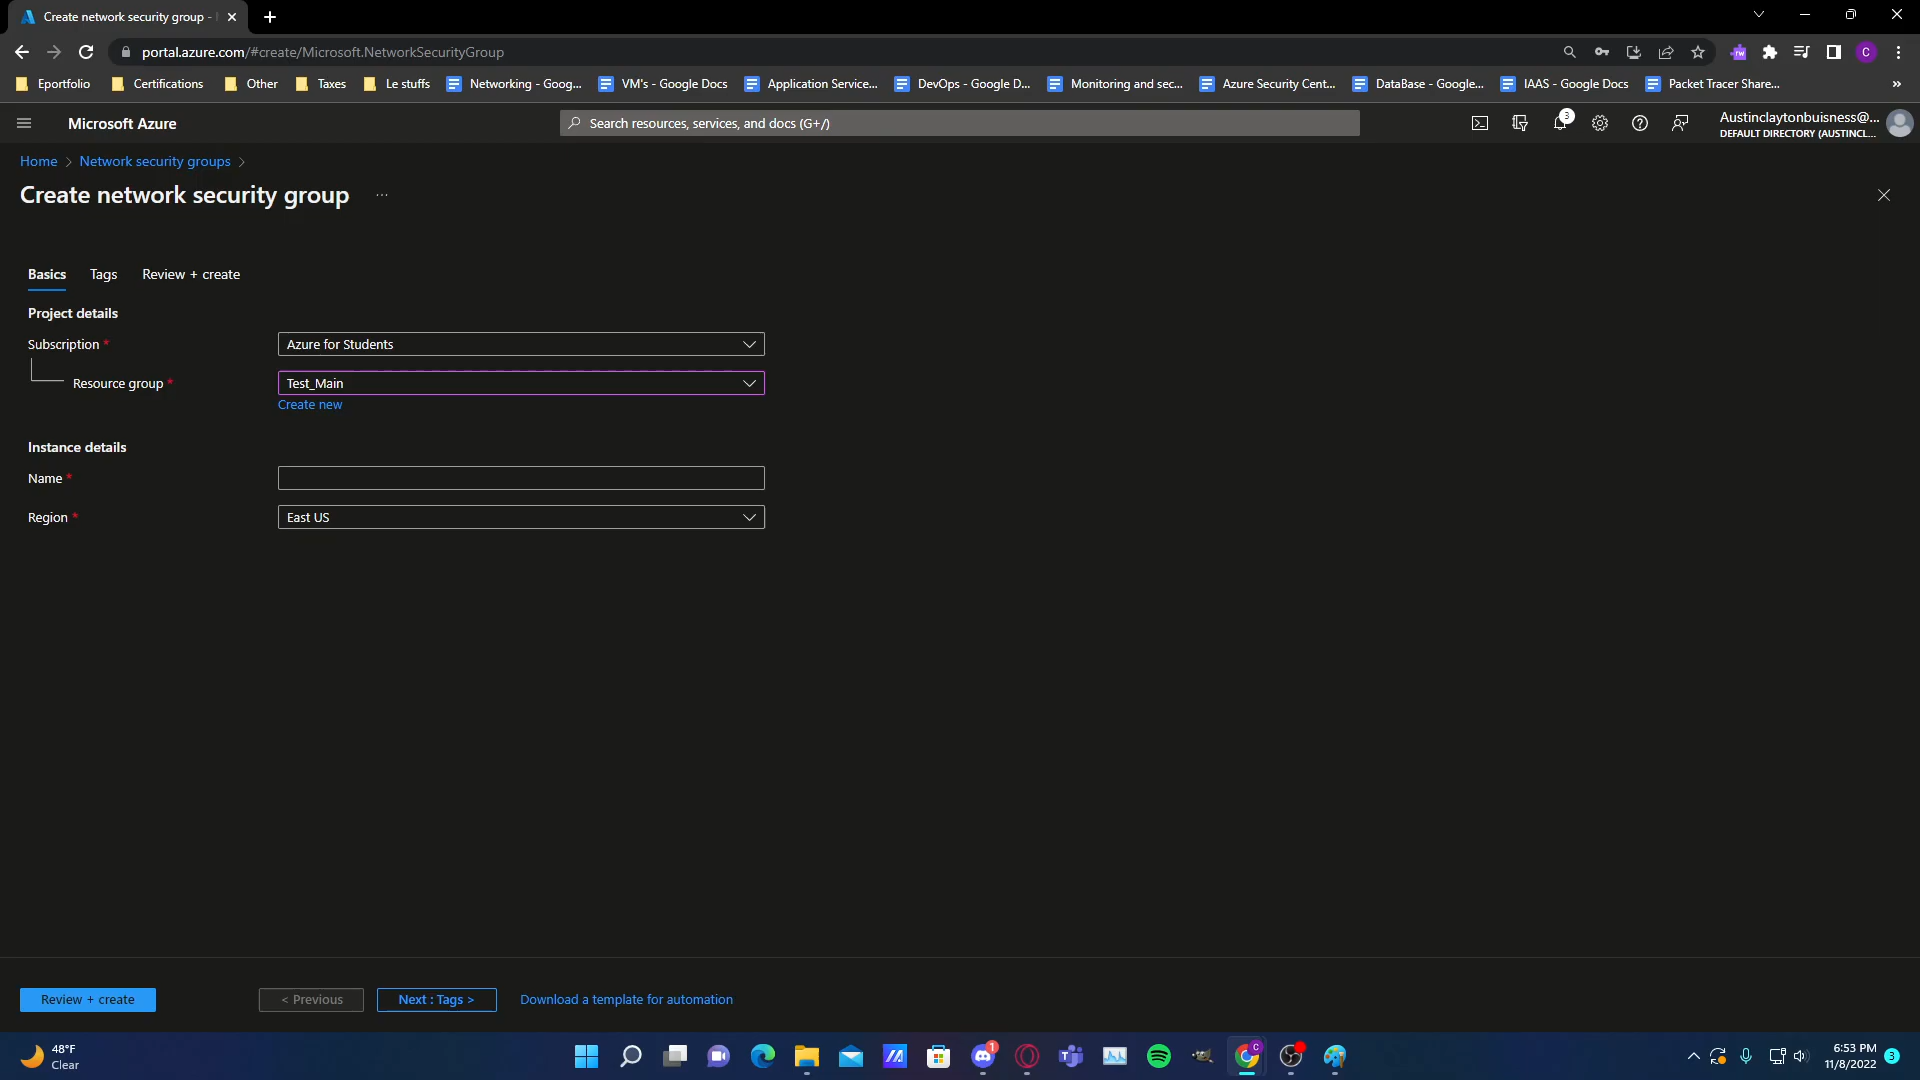 Create network security group -
portal.azure.com/#create/Microsoft.NetworkSecurityGroup
C
Eportfolio
Certifications
Other
Taxes
Le stuffs
Networking - Goog...
VM's - Google Docs
Application Service...
DevOps - Google D...
Monitoring and sec...
Azure Security Cent...
DataBase - Google...
IAAS - Google Docs
Packet Tracer Share...
»
Microsoft Azure
Search resources, services, and docs (G+/)
3
Austinclaytonbuisness@...
DEFAULT DIRECTORY (AUSTINCL...
Home > Network security groups >
Create network security group ...
Basics Tags Review + create
Project details
Subscription *
Azure for Students
Resource group *
Test_Main
Create new
Instance details
Name *
Region *
East US
Review + create
< Previous
Next : Tags >
Download a template for automation
48°F
Clear
1
C
6:53 PM
11/8/2022
3